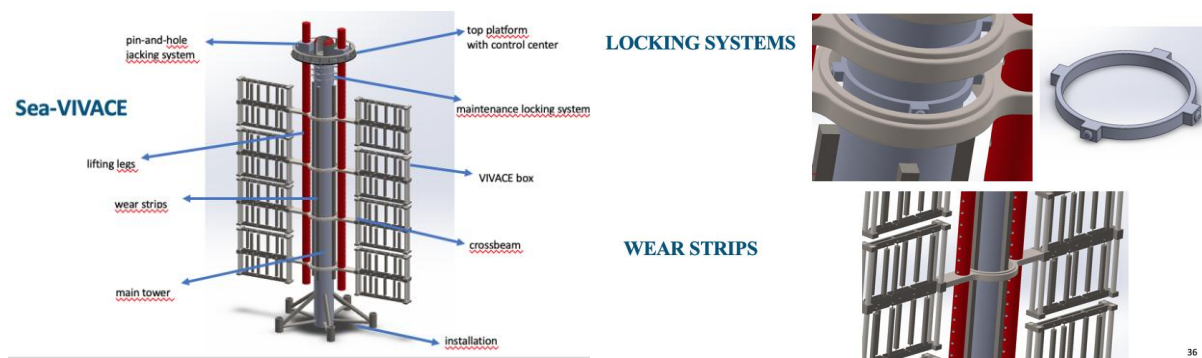 pin-and-hole
jacking system
top platform
with control center
Sea-VIVACE
maintenance locking system
lifting legs
VIVACE box
wear strips
crossbeam
main tower
installation
LOCKING SYSTEMS
WEAR STRIPS
36